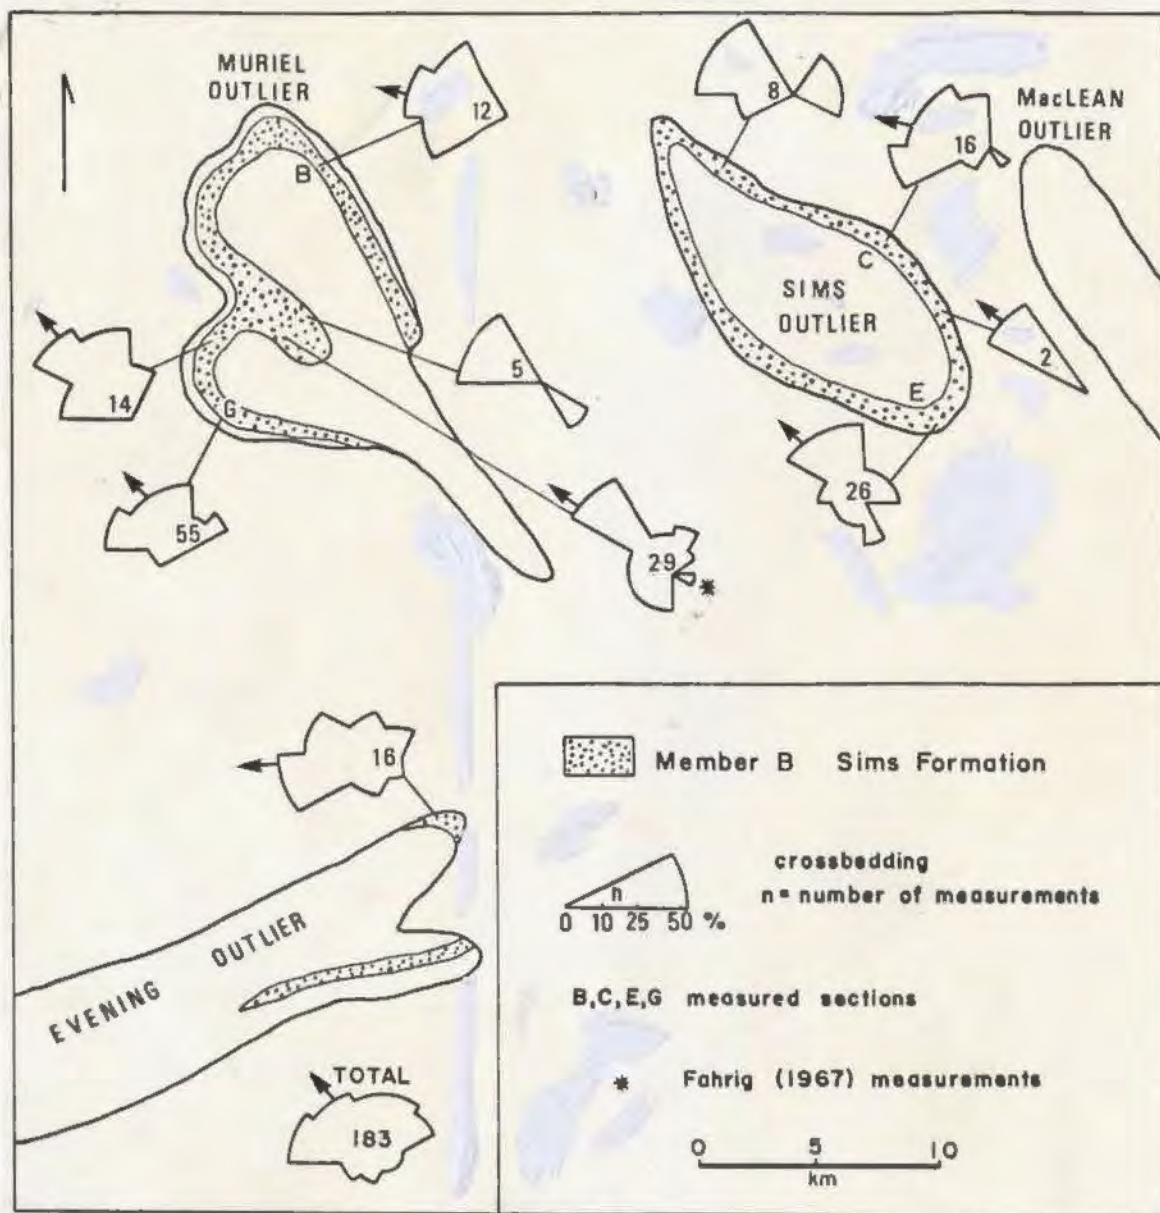 MURIEL
OUTLIER
12
8
16
MacLEAN
OUTLIER
B
C
SIMS
OUTLIER
5
2
14
G
E
55
26
29
*
16
Member B Sims Formation
crossbedding
n
n= number of measurements
0 10 25 50 %
EVENING OUTLIER
B,C,E,G measured sections
* Fahrig (1967) measurements
TOTAL
183
0 5 10
km